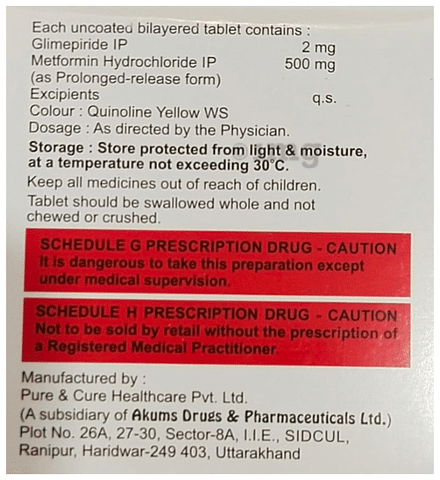 Each uncoated bilayered tablet contains :
Glimepiride IP 2 mg
Metformin Hydrochloride IP 500 mg
(as Prolonged-release form)
Excipients q.s.
Colour : Quinoline Yellow WS
Dosage : As directed by the Physician.
Storage : Store protected from light & moisture,
at a temperature not exceeding 30°C.
Keep all medicines out of reach of children.
Tablet should be swallowed whole and not
chewed or crushed.
SCHEDULE G PRESCRIPTION DRUG - CAUTION
It is dangerous to take this preparation except
under medical supervision.
SCHEDULE H PRESCRIPTION DRUG - CAUTION
Not to be sold by retail without the prescription of
a Registered Medical Practitioner.
Manufactured by :
Pure & Cure Healthcare Pvt. Ltd.
(A subsidiary of Akums Drugs & Pharmaceuticals Ltd.)
Plot No. 26A, 27-30, Sector-8A, I.I.E., SIDCUL,
Ranipur, Haridwar-249 403, Uttarakhand